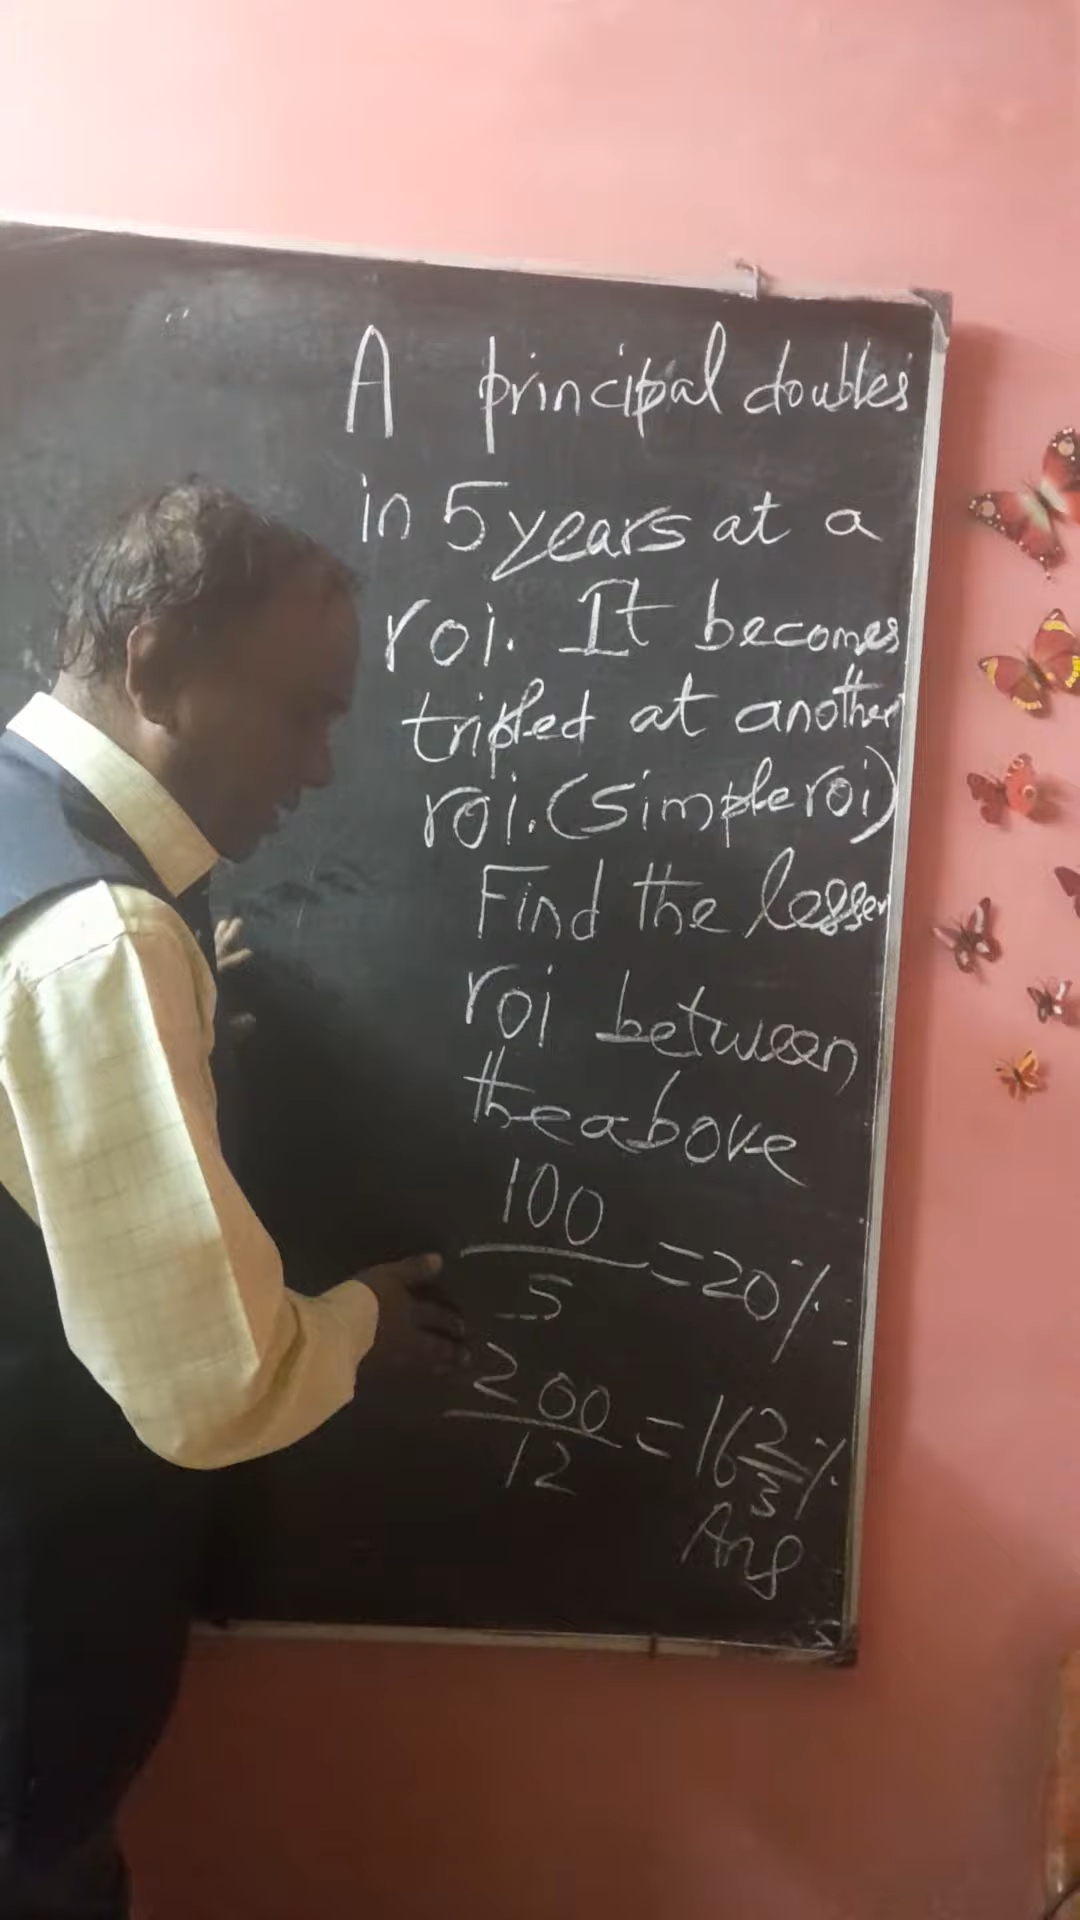 A principal doubles
in 5 years at a
roi. It becomes
tripled at another
roi. (simple roi)
Find the lesser
roi between
the above
100
5
=20%
200
12
=16 2/3 %
Ans